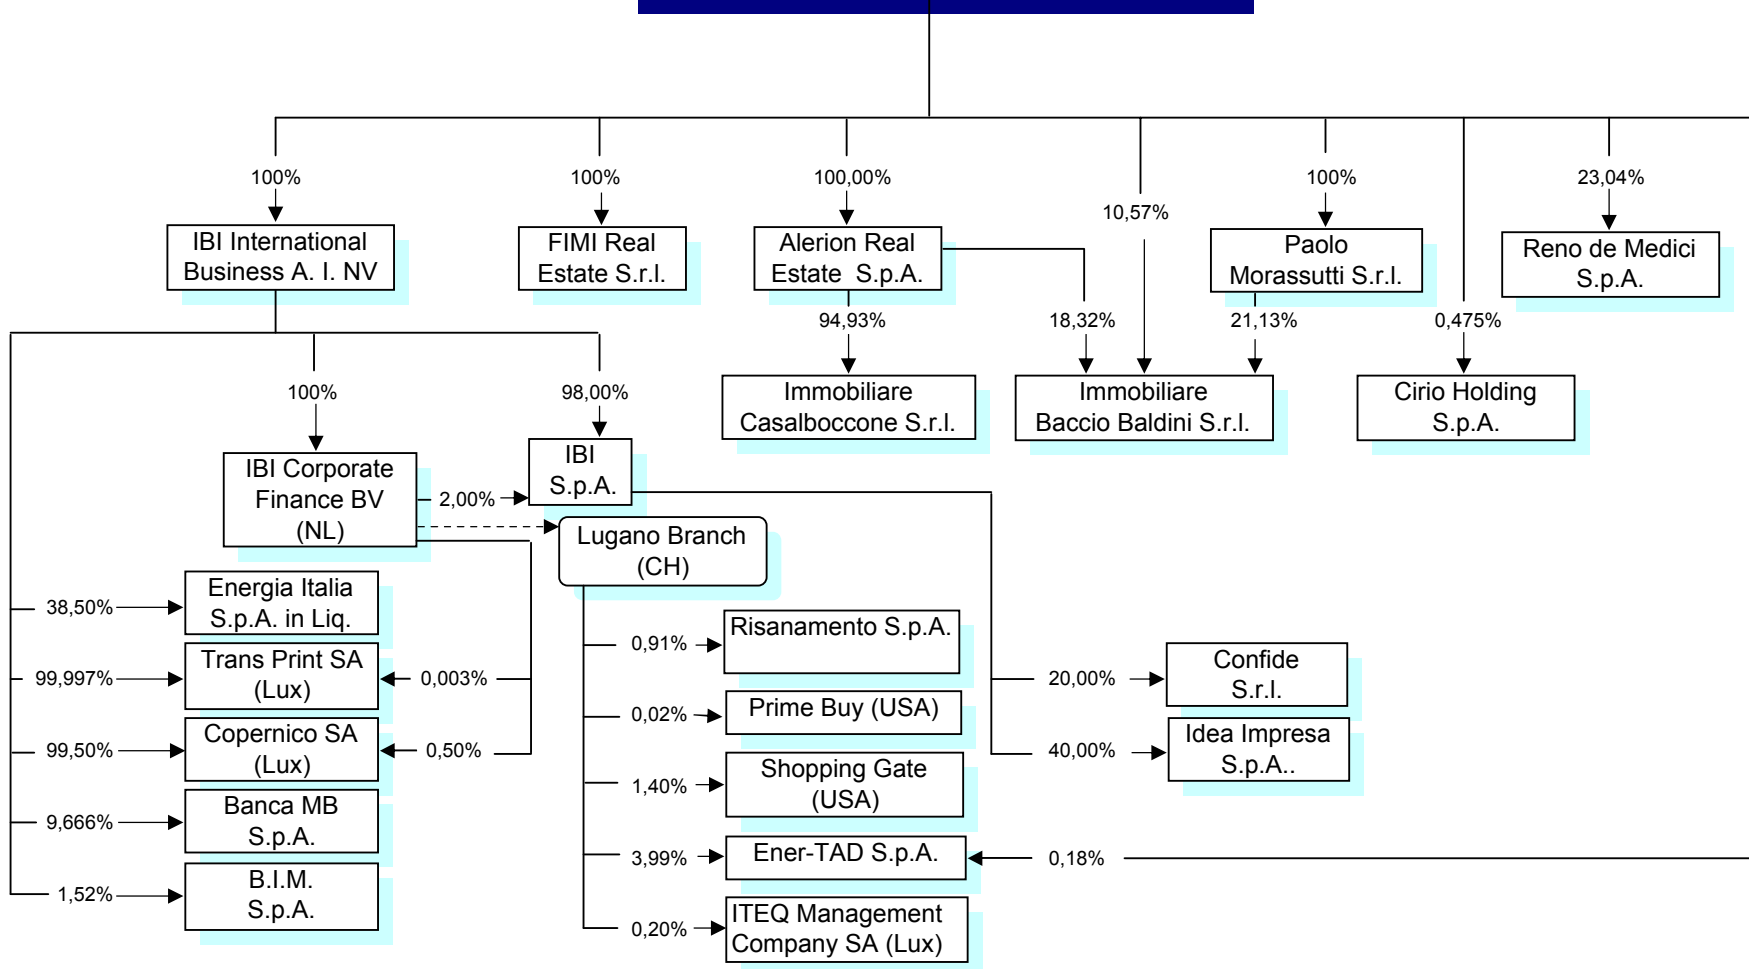 100%
100%
100,00%
10,57%
100%
23,04%
IBI International
Business A. I. NV
FIMI Real
Estate S.r.l.
Alerion Real
Estate S.p.A.
Paolo
Morassutti S.r.l.
Reno de Medici
S.p.A.
94,93%
18,32%
21,13%
0,475%
100%
98,00%
Immobiliare
Casalboccone S.r.l.
Immobiliare
Baccio Baldini S.r.l.
Cirio Holding
S.p.A.
IBI Corporate
Finance BV
(NL)
2,00%
IBI
S.p.A.
Lugano Branch
(CH)
38,50%
Energia Italia
S.p.A. in Liq.
99,997%
Trans Print SA
(Lux)
0,003%
99,50%
Copernico SA
(Lux)
0,50%
9,666%
Banca MB
S.p.A.
1,52%
B.I.M.
S.p.A.
0,91%
Risanamento S.p.A.
0,02%
Prime Buy (USA)
1,40%
Shopping Gate
(USA)
3,99%
Ener-TAD S.p.A.
0,18%
0,20%
ITEQ Management
Company SA (Lux)
20,00%
Confide
S.r.l.
40,00%
Idea Impresa
S.p.A..